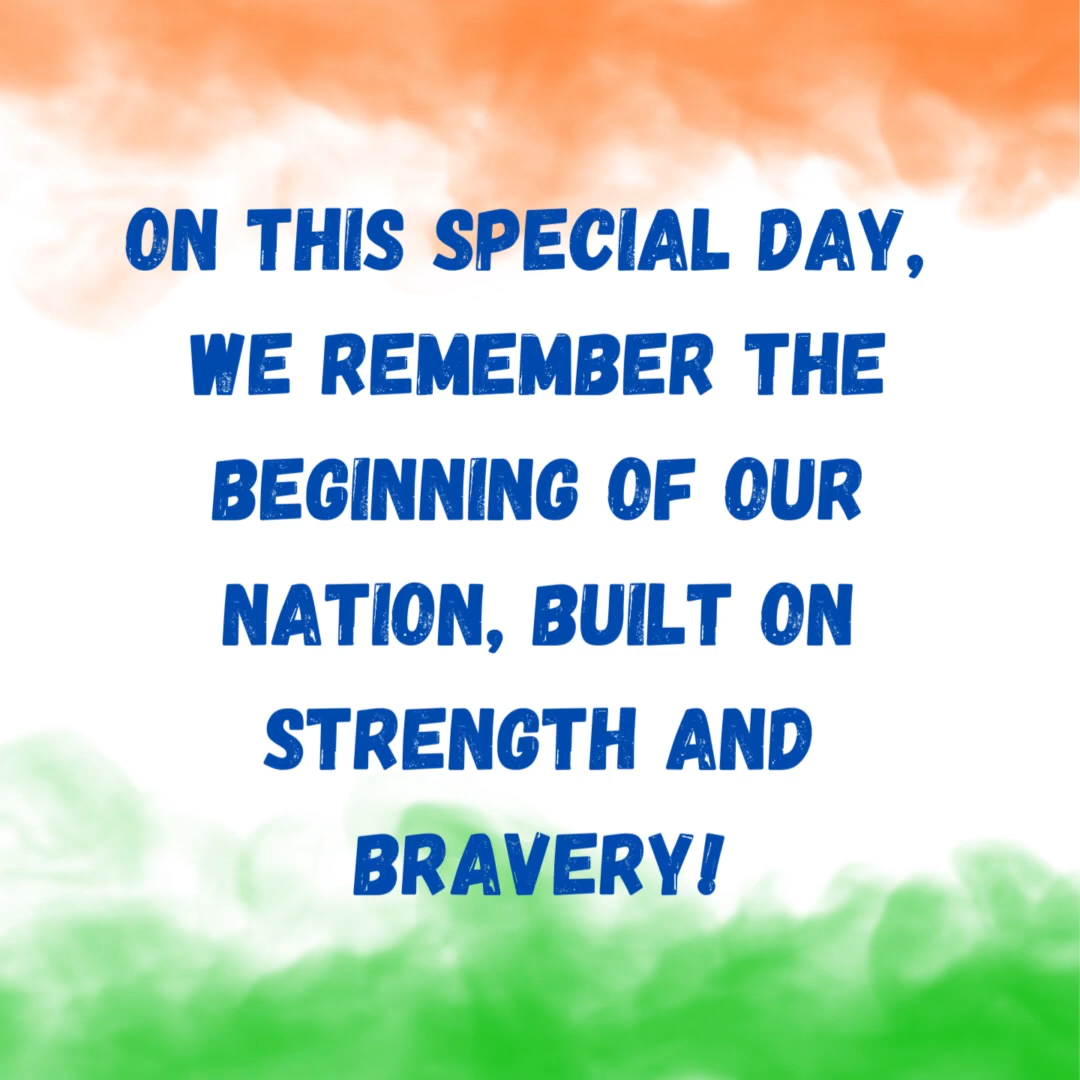 ON THIS SPECIAL DAY,
WE REMEMBER THE
BEGINNING OF OUR
NATION, BUILT ON
STRENGTH AND
BRAVERY!